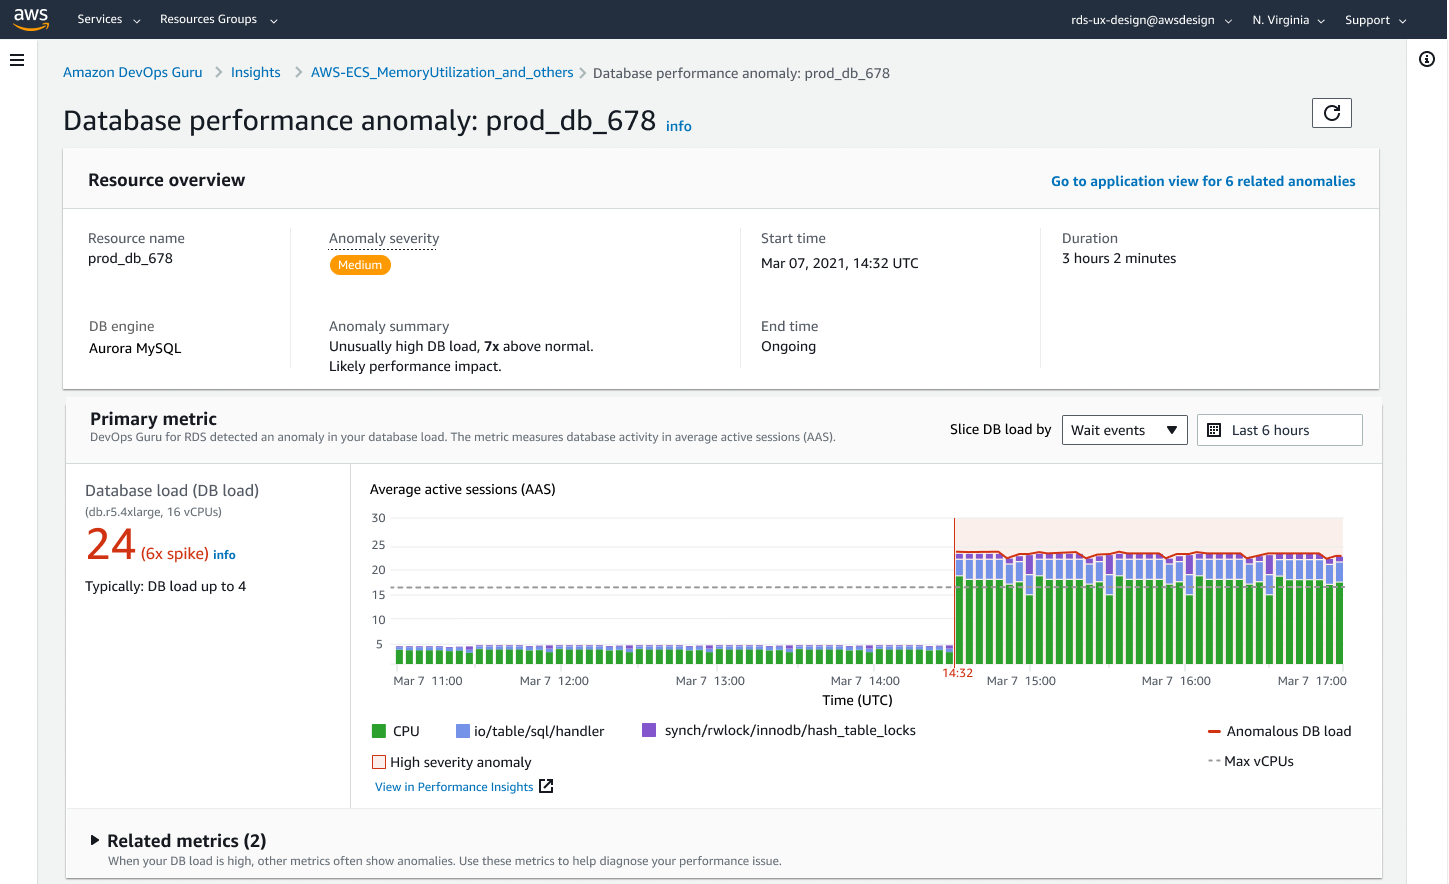 aws Services Resources Groups rds-ux-design@awsdesign N. Virginia Support
Amazon DevOps Guru Insights AWS-ECS_MemoryUtilization_and_others Database performance anomaly: prod_db_678
Database performance anomaly: prod_db_678 info
Resource overview
Go to application view for 6 related anomalies
Resource name
prod_db_678
Anomaly severity
Medium
Start time
Mar 07, 2021, 14:32 UTC
Duration
3 hours 2 minutes
DB engine
Aurora MySQL
Anomaly summary
Unusually high DB load, 7x above normal.
Likely performance impact.
End time
Ongoing
Primary metric
DevOps Guru for RDS detected an anomaly in your database load. The metric measures database activity in average active sessions (AAS).
Slice DB load by Wait events Last 6 hours
Database load (DB load)
(db.r5.4xlarge, 16 vCPUs)
24 (6x spike) info
Typically: DB load up to 4
Average active sessions (AAS)
30
25
20
15
10
5
14:32
Mar 7 11:00 Mar 7 12:00 Mar 7 13:00 Mar 7 14:00 Mar 7 15:00 Mar 7 16:00 Mar 7 17:00
Time (UTC)
CPU io/table/sql/handler synch/rwlock/innodb/hash_table_locks Anomalous DB load
High severity anomaly Max vCPUs
View in Performance Insights
Related metrics (2)
When your DB load is high, other metrics often show anomalies. Use these metrics to help diagnose your performance issue.